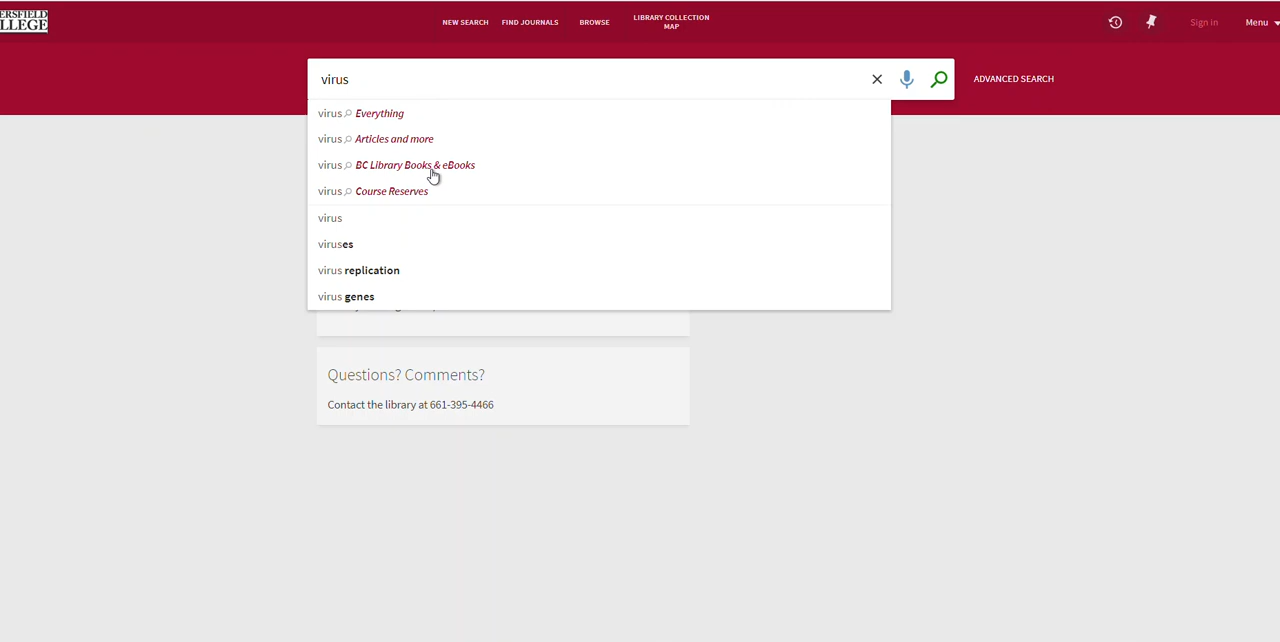 ERSFIELD
LLEGE
NEW SEARCH
FIND JOURNALS
BROWSE
LIBRARY COLLECTION
MAP
Sign in
Menu
virus
ADVANCED SEARCH
virus Everything
virus Articles and more
virus BC Library Books & eBooks
virus Course Reserves
virus
viruses
virus replication
virus genes
Questions? Comments?
Contact the library at 661-395-4466